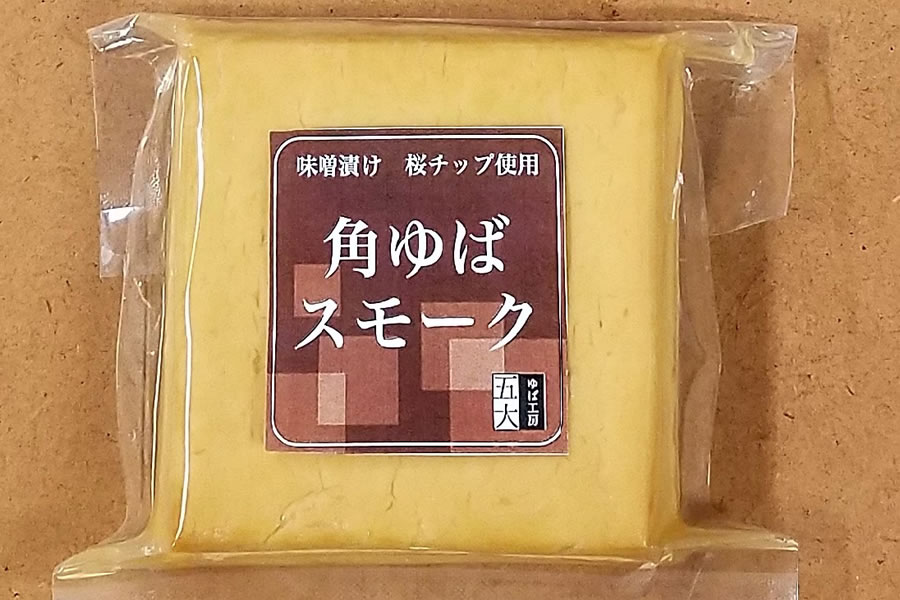 味噌漬け　桜チップ使用
角ゆば
スモーク
ゆば工房
五大